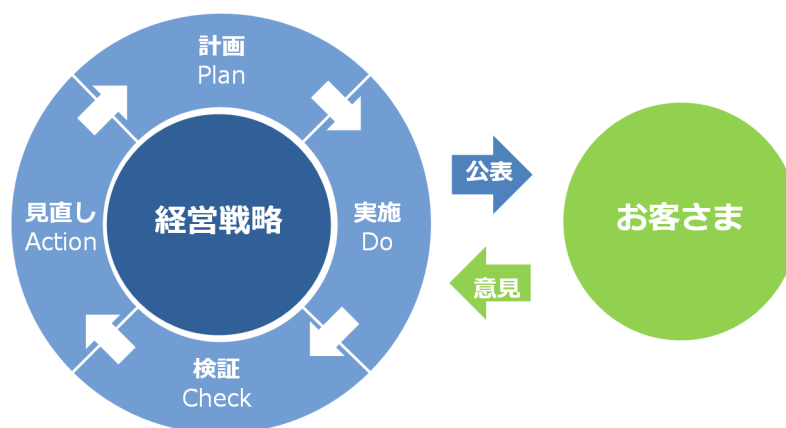 計画
Plan
見直し
Action
経営戦略
実施
Do
検証
Check
公表
意見
お客さま